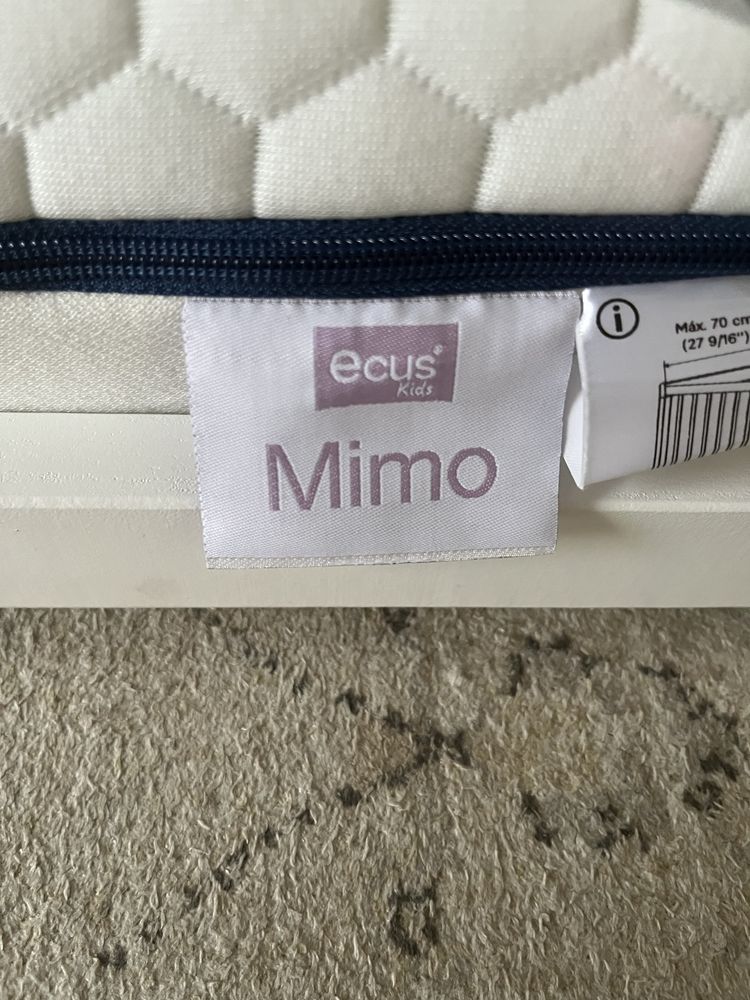 ecus®
Kids
Mimo
i
Máx. 70 cm
(27 9/16")